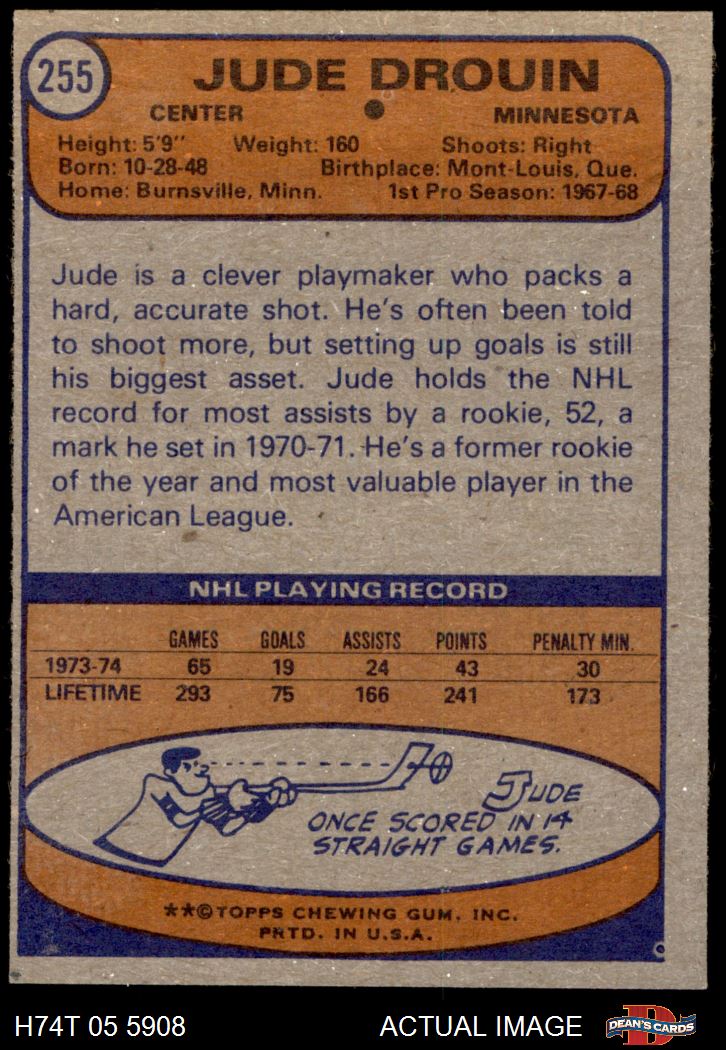 255
JUDE DROUIN
CENTER • MINNESOTA
Height: 5'9" Weight: 160 Shoots: Right
Born: 10-28-48 Birthplace: Mont-Louis, Que.
Home: Burnsville, Minn. 1st Pro Season: 1967-68
Jude is a clever playmaker who packs a
hard, accurate shot. He's often been told
to shoot more, but setting up goals is still
his biggest asset. Jude holds the NHL
record for most assists by a rookie, 52, a
mark he set in 1970-71. He's a former rookie
of the year and most valuable player in the
American League.
NHL PLAYING RECORD
GAMES GOALS ASSISTS POINTS PENALTY MIN.
1973-74 65 19 24 43 30
LIFETIME 293 75 166 241 173
JUDE
ONCE SCORED IN 14
STRAIGHT GAMES.
**©TOPPS CHEWING GUM, INC.
PRTD. IN U.S.A.
H74T 05 5908 ACTUAL IMAGE
D
DEAN'S CARDS